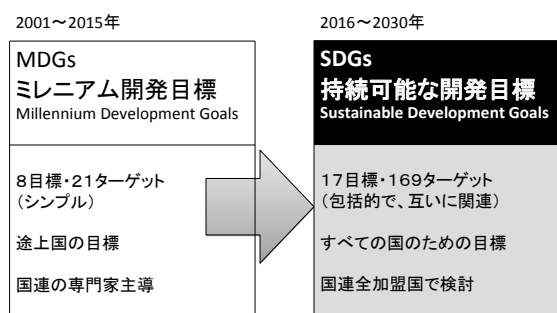 2001～2015年
MDGs
ミレニアム開発目標
Millennium Development Goals
8目標・21ターゲット
（シンプル）
途上国の目標
国連の専門家主導
2016～2030年
SDGs
持続可能な開発目標
Sustainable Development Goals
17目標・169ターゲット
（包括的で、互いに関連）
すべての国のための目標
国連全加盟国で検討